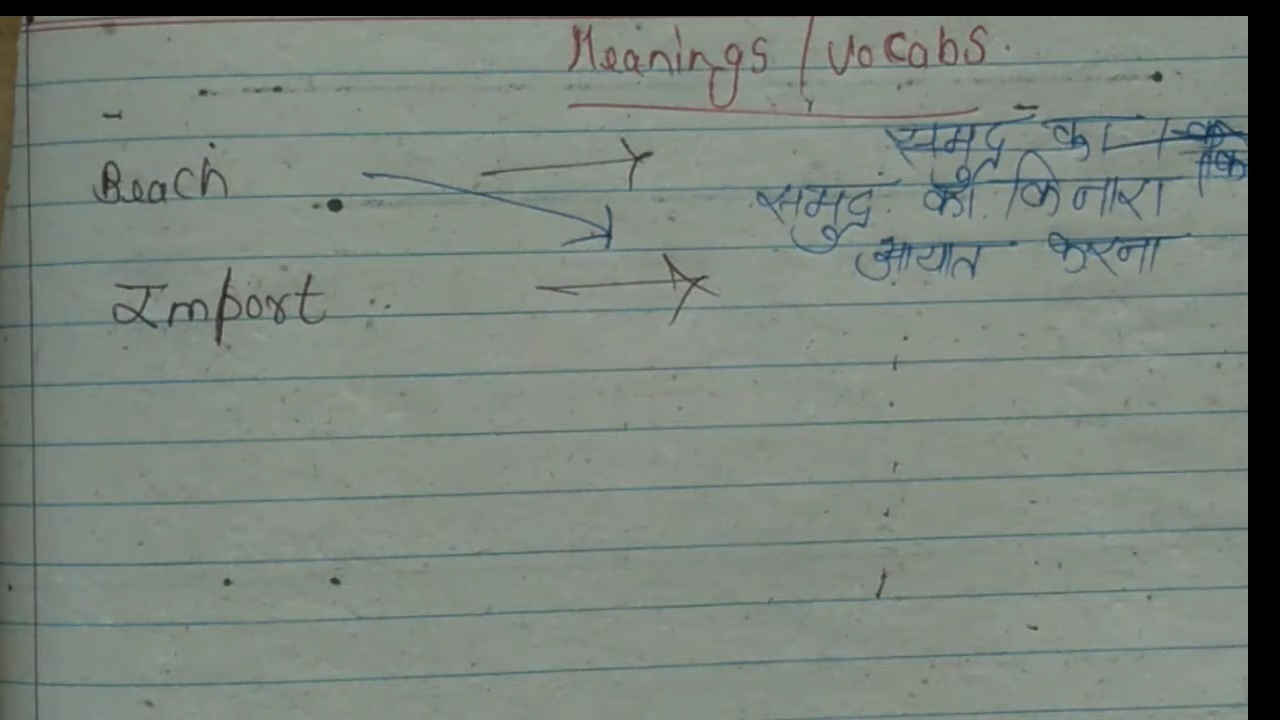 Meanings / Vocabs.
समुद्र का
Beach → समुद्र का किनारा
Import → आयात करना